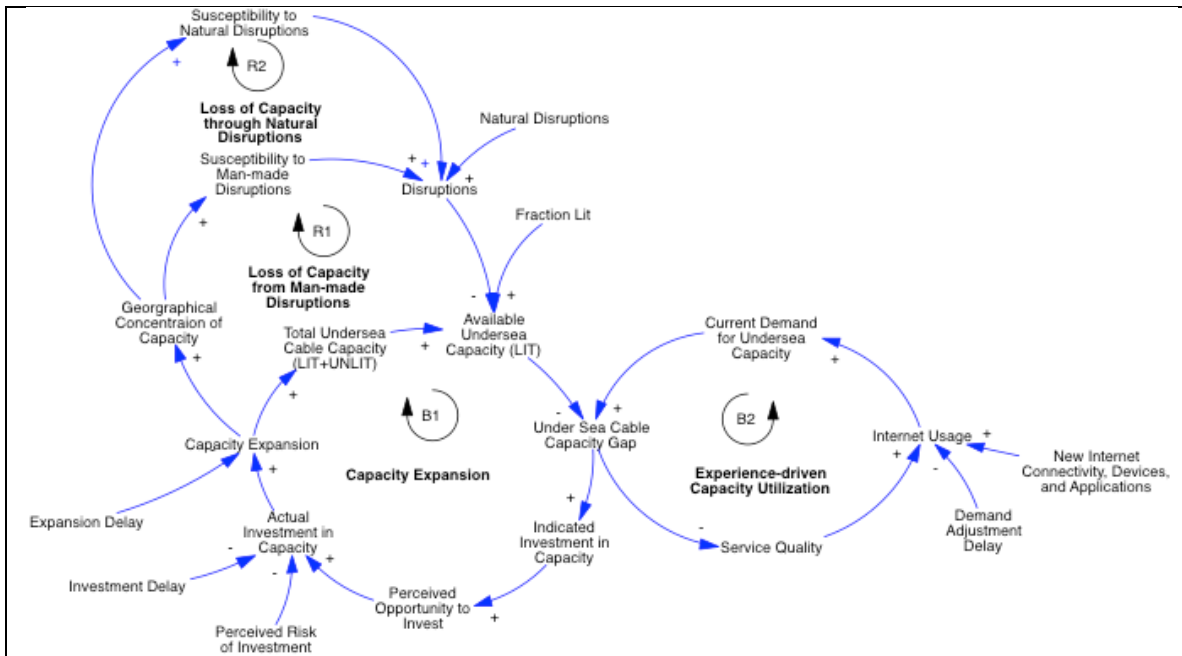 Susceptibility to
Natural Disruptions
+
R2
Loss of Capacity
through Natural
Disruptions
Natural Disruptions
Susceptibility to
Man-made
Disruptions
+
+
+
+
Disruptions
+
R1
Fraction Lit
Loss of Capacity
from Man-made
Disruptions
-
+
Georgraphical
Concentraion of
Capacity
+
Total Undersea
Cable Capacity
(LIT+UNLIT)
+
+
Available
Undersea
Capacity (LIT)
Current Demand
for Undersea
Capacity
+
B1
Capacity Expansion
-
+
Under Sea Cable
Capacity Gap
B2
Experience-driven
Capacity Utilization
Internet Usage
+
+
-
New Internet
Connectivity, Devices,
and Applications
Demand
Adjustment
Delay
Capacity Expansion
+
Expansion Delay
Actual
Investment in
Capacity
-
-
+
Investment Delay
Perceived Risk
of Investment
Perceived
Opportunity to
Invest
+
+
Indicated
Investment in
Capacity
-
Service Quality